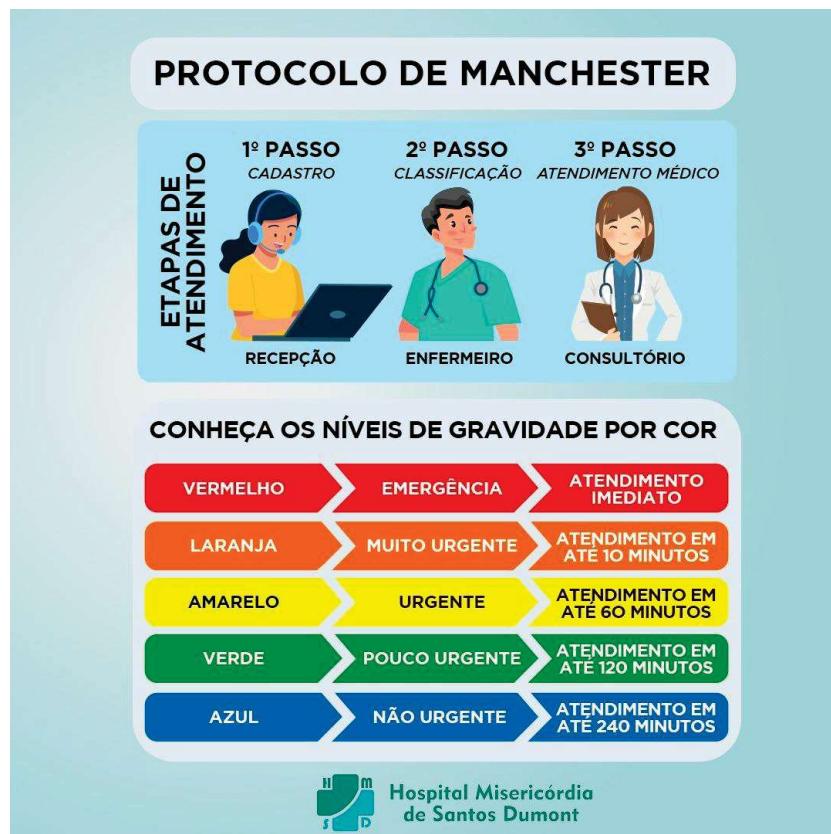 PROTOCOLO DE MANCHESTER
ETAPAS DE
ATENDIMENTO
1º PASSO
CADASTRO
RECEPÇÃO
2º PASSO
CLASSIFICAÇÃO
ENFERMEIRO
3º PASSO
ATENDIMENTO MÉDICO
CONSULTÓRIO
CONHEÇA OS NÍVEIS DE GRAVIDADE POR COR
VERMELHO
EMERGÊNCIA
ATENDIMENTO
IMEDIATO
LARANJA
MUITO URGENTE
ATENDIMENTO EM
ATÉ 10 MINUTOS
AMARELO
URGENTE
ATENDIMENTO EM
ATÉ 60 MINUTOS
VERDE
POUCO URGENTE
ATENDIMENTO EM
ATÉ 120 MINUTOS
AZUL
NÃO URGENTE
ATENDIMENTO EM
ATÉ 240 MINUTOS
H M
S D
Hospital Misericórdia
de Santos Dumont